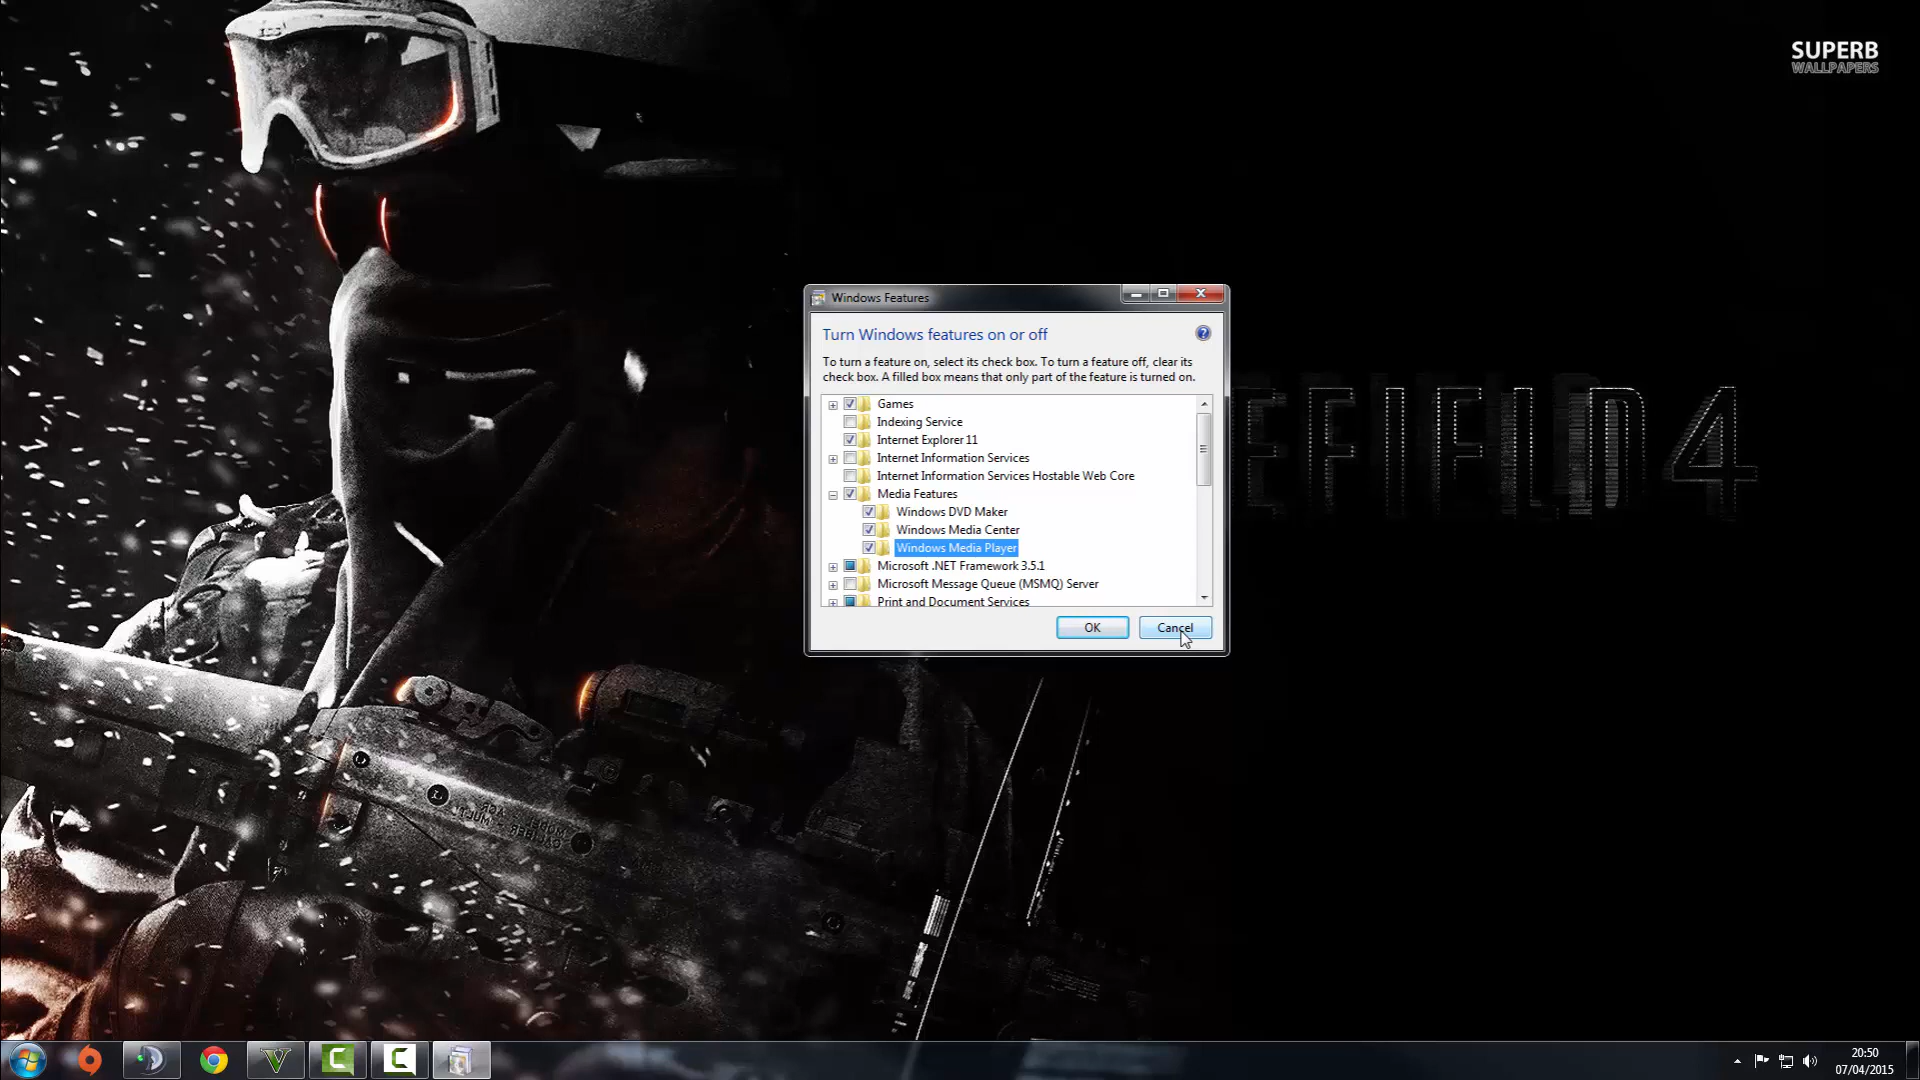 SUPERB
WALLPAPERS
ISS
Windows Features
Turn Windows features on or off
To turn a feature on, select its check box. To turn a feature off, clear its
check box. A filled box means that only part of the feature is turned on.
Games
Indexing Service
Internet Explorer 11
Internet Information Services
Internet Information Services Hostable Web Core
Media Features
Windows DVD Maker
Windows Media Center
Windows Media Player
Microsoft .NET Framework 3.5.1
Microsoft Message Queue (MSMQ) Server
Print and Document Services
OK
Cancel
EFIELD 4
20:50
07/04/2015